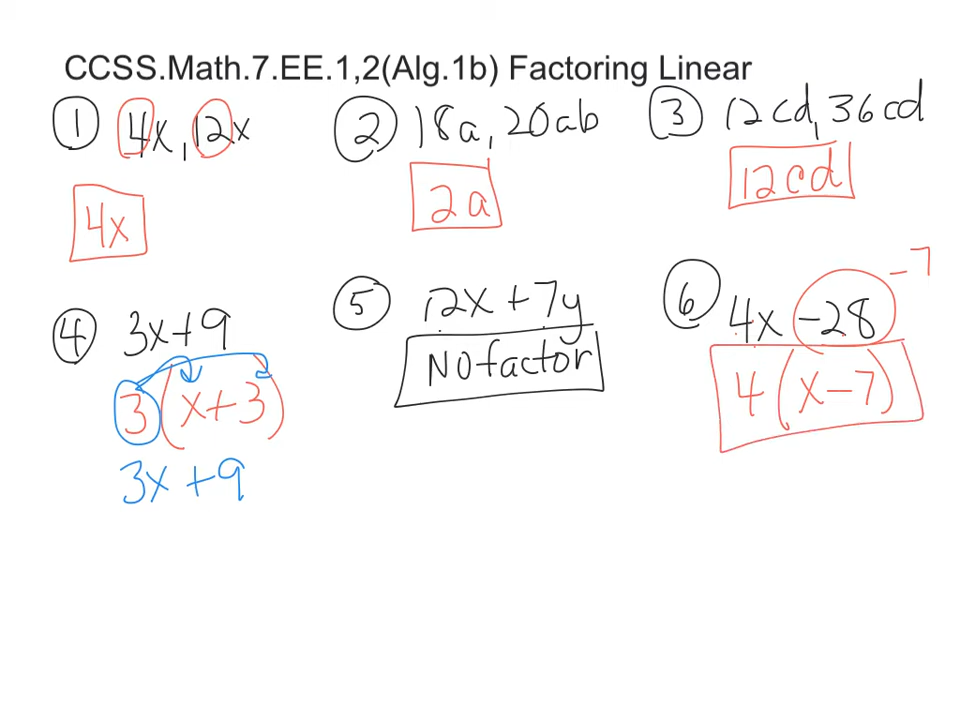 CCSS.Math.7.EE.1,2(Alg.1b) Factoring Linear
① 4x, 12x
4x
② 18a, 20ab
2a
③ 12cd, 36cd
12cd
④ 3x+9
3(x+3)
3x+9
⑤ 12x+7y
No factor
⑥ 4x-28
-7
4(x-7)